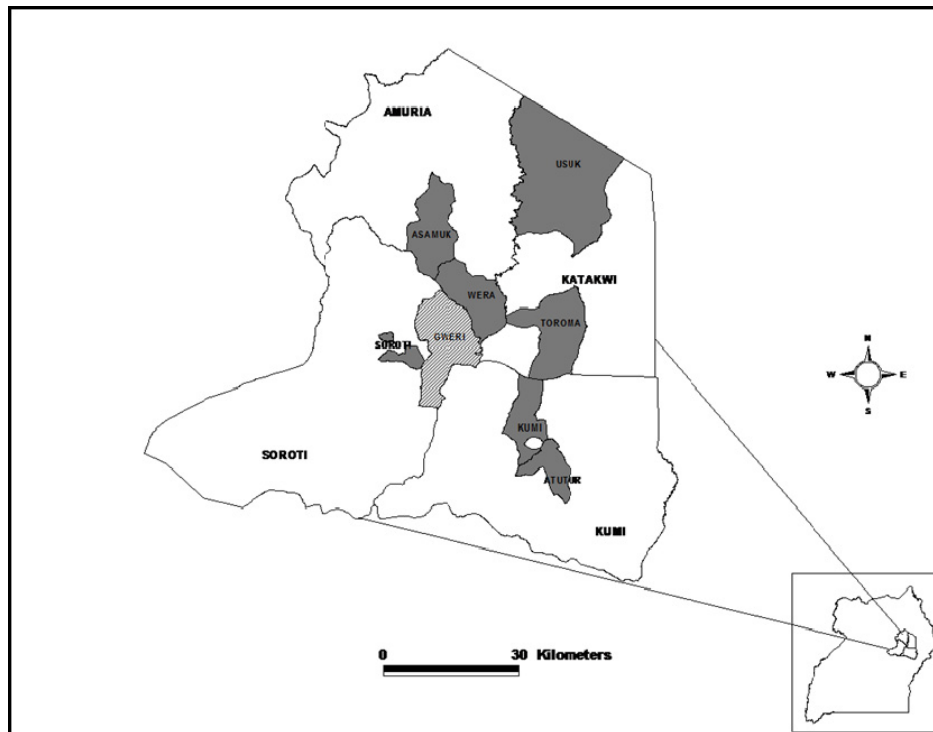 AMURIA
USUK
ASAMUK
KATAKWI
WERA
TOROMA
GWERI
SOROTI
N
W E
S
KUMI
SOROTI
ATUTUR
KUMI
0 30 Kilometers